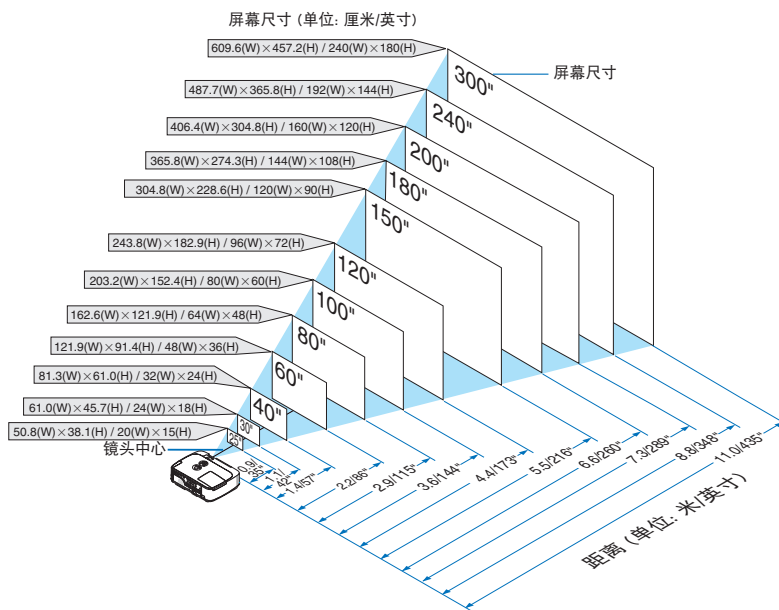 屏幕尺寸 (单位: 厘米/英寸)
609.6(W)×457.2(H) / 240(W)×180(H)
屏幕尺寸
300"
487.7(W)×365.8(H) / 192(W)×144(H)
240"
406.4(W)×304.8(H) / 160(W)×120(H)
200"
365.8(W)×274.3(H) / 144(W)×108(H)
180"
304.8(W)×228.6(H) / 120(W)×90(H)
150"
243.8(W)×182.9(H) / 96(W)×72(H)
120"
203.2(W)×152.4(H) / 80(W)×60(H)
100"
162.6(W)×121.9(H) / 64(W)×48(H)
80"
121.9(W)×91.4(H) / 48(W)×36(H)
60"
81.3(W)×61.0(H) / 32(W)×24(H)
40"
61.0(W)×45.7(H) / 24(W)×18(H)
30"
50.8(W)×38.1(H) / 20(W)×15(H)
25"
镜头中心
0.9/
35"
42"
1.4/57"
2.2/86"
2.9/115"
3.6/144"
4.4/173"
5.5/216"
6.6/260"
7.3/289"
8.8/348"
11.0/435"
距离 (单位: 米/英寸)